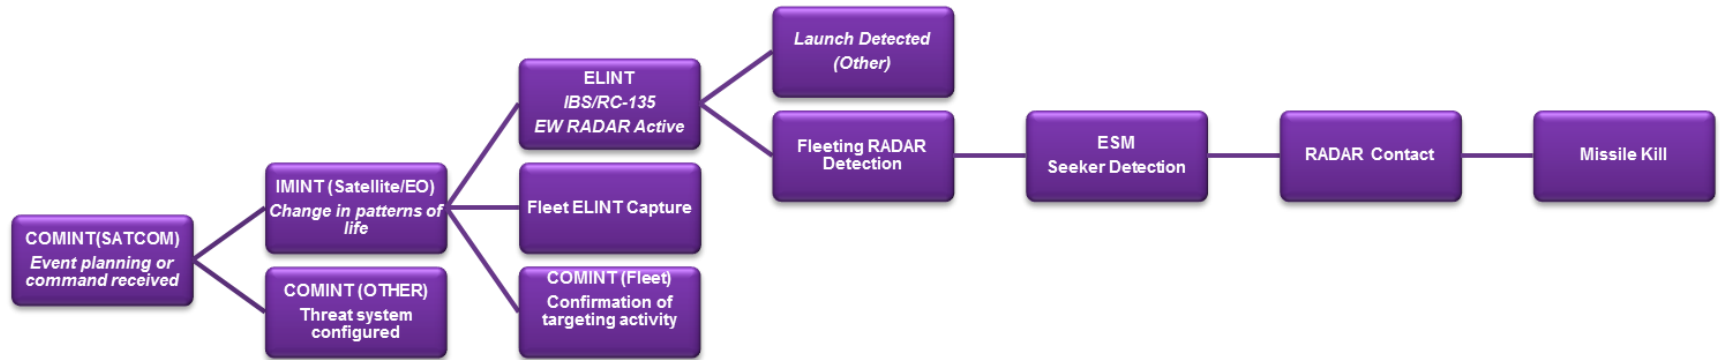 COMINT(SATCOM)
Event planning or
command received
IMINT (Satellite/EO)
Change in patterns of
life
COMINT (OTHER)
Threat system
configured
ELINT
IBS/RC-135
EW RADAR Active
Fleet ELINT Capture
COMINT (Fleet)
Confirmation of
targeting activity
Launch Detected
(Other)
Fleeting RADAR
Detection
ESM
Seeker Detection
RADAR Contact
Missile Kill